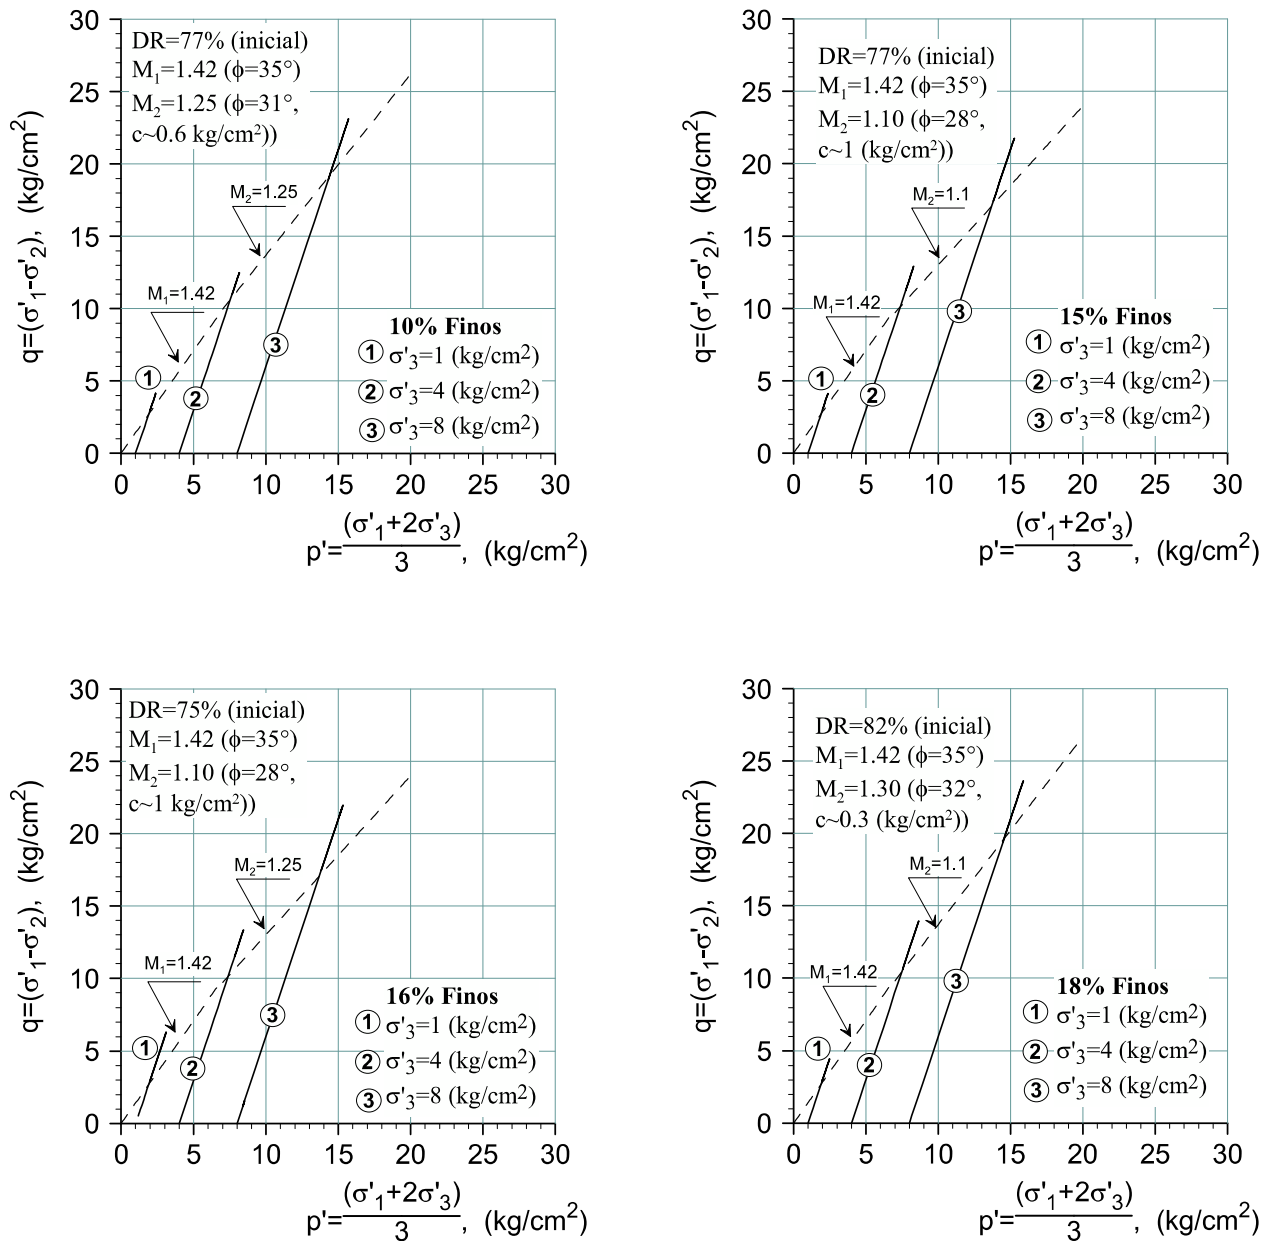 30
25
20
15
10
5
0
q=(σ'1-σ'2), (kg/cm2)
DR=77% (inicial)
M1=1.42 (ϕ=35°)
M2=1.25 (ϕ=31°,
c~0.6 kg/cm2))
M2=1.25
M1=1.42
1
2
3
10% Finos
1 σ'3=1 (kg/cm2)
2 σ'3=4 (kg/cm2)
3 σ'3=8 (kg/cm2)
0 5 10 15 20 25 30
p'=(σ'1+2σ'3)/3, (kg/cm2)
30
25
20
15
10
5
0
q=(σ'1-σ'2), (kg/cm2)
DR=77% (inicial)
M1=1.42 (ϕ=35°)
M2=1.10 (ϕ=28°,
c~1 (kg/cm2))
M2=1.1
M1=1.42
1
2
3
15% Finos
1 σ'3=1 (kg/cm2)
2 σ'3=4 (kg/cm2)
3 σ'3=8 (kg/cm2)
0 5 10 15 20 25 30
p'=(σ'1+2σ'3)/3, (kg/cm2)
30
25
20
15
10
5
0
q=(σ'1-σ'2), (kg/cm2)
DR=75% (inicial)
M1=1.42 (ϕ=35°)
M2=1.10 (ϕ=28°,
c~1 kg/cm2))
M2=1.25
M1=1.42
1
2
3
16% Finos
1 σ'3=1 (kg/cm2)
2 σ'3=4 (kg/cm2)
3 σ'3=8 (kg/cm2)
0 5 10 15 20 25 30
p'=(σ'1+2σ'3)/3, (kg/cm2)
30
25
20
15
10
5
0
q=(σ'1-σ'2), (kg/cm2)
DR=82% (inicial)
M1=1.42 (ϕ=35°)
M2=1.30 (ϕ=32°,
c~0.3 (kg/cm2))
M2=1.1
M1=1.42
1
2
3
18% Finos
1 σ'3=1 (kg/cm2)
2 σ'3=4 (kg/cm2)
3 σ'3=8 (kg/cm2)
0 5 10 15 20 25 30
p'=(σ'1+2σ'3)/3, (kg/cm2)